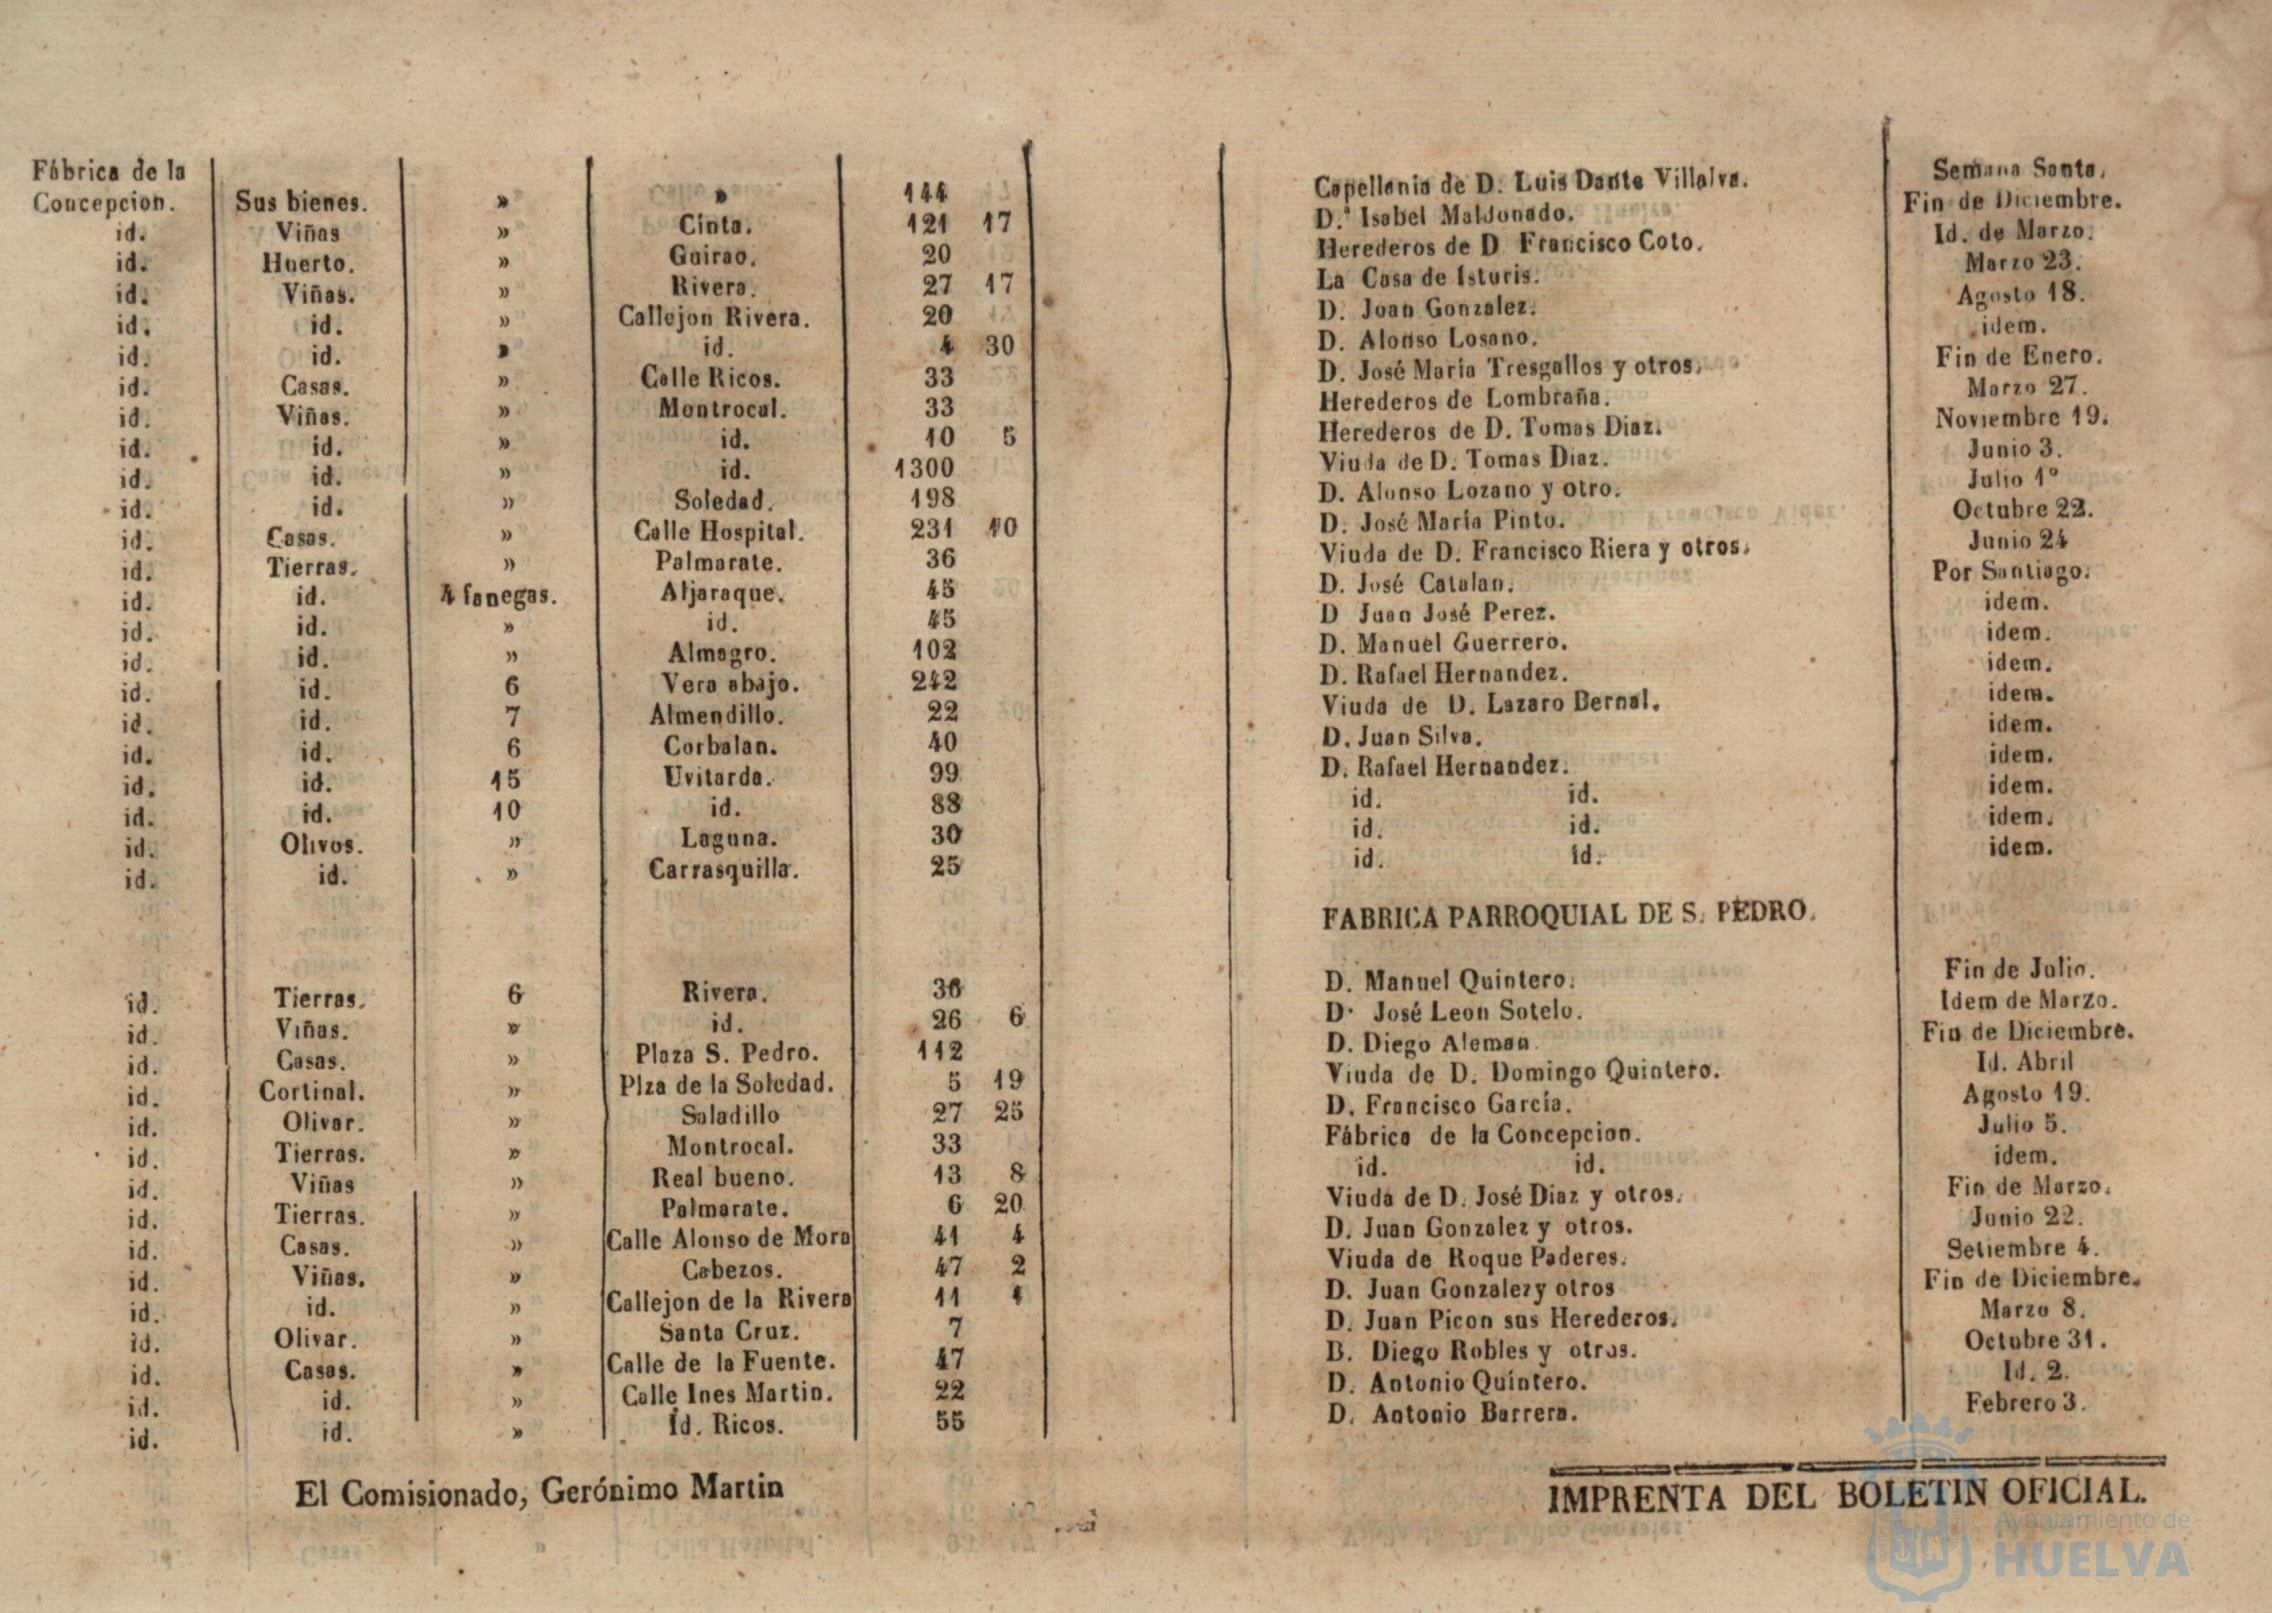 Fábrica de la
Concepcion. Sus bienes. » » 144 Capellania de D. Luis Dante Villalva. Semana Santa.
id. Viñas » Cinta. 121 17 D.ª Isabel Maldonado. Fin de Diciembre.
id. Huerto. » Guirao. 20 Herederos de D Francisco Coto. Id. de Marzo.
id. Viñas. » Rivera. 27 17 La Casa de Isturis. Marzo 23.
id. id. » Callejon Rivera. 20 D. Juan Gonzalez. Agosto 18.
id. id. » id. 4 30 D. Alonso Losano. idem.
id. Casas. » Calle Ricos. 33 D. José María Tresgallos y otros. Fin de Enero.
id. Viñas. » Montrocal. 33 Herederos de Lombraña. Marzo 27.
id. id. » id. 10 5 Herederos de D. Tomas Diaz. Noviembre 19.
id. id. » id. 1300 Viuda de D. Tomas Diaz. Junio 3.
id. id. » Soledad. 198 D. Alonso Lozano y otro. Julio 1º
id. Casas. » Calle Hospital. 231 10 D. José María Pinto. Octubre 22.
id. Tierras. » Palmarate. 36 Viuda de D. Francisco Riera y otros. Junio 24
id. id. 4 fanegas. Aljaraque. 45 D. José Catalan. Por Santiago.
id. id. » id. 45 D Juan José Perez. idem.
id. id. » Almagro. 102 D. Manuel Guerrero. idem.
id. id. 6 Vera abajo. 242 D. Rafael Hernandez. idem.
id. id. 7 Almendillo. 22 Viuda de D. Lazaro Bernal. idem.
id. id. 6 Corbalan. 40 D. Juan Silva. idem.
id. id. 15 Uvitarda. 99 D. Rafael Hernandez. idem.
id. id. 10 id. 88 id. id. idem.
id. Olivos. » Laguna. 30 id. id. idem.
id. id. » Carrasquilla. 25 id. id. idem.
FABRICA PARROQUIAL DE S. PEDRO.
id. Tierras. 6 Rivera. 36 D. Manuel Quintero. Fin de Julio.
id. Viñas. » id. 26 6 D. José Leon Sotelo. Idem de Marzo.
id. Casas. » Plaza S. Pedro. 112 D. Diego Aleman. Fin de Diciembre.
id. Cortinal. » Plza de la Soledad. 5 19 Viuda de D. Domingo Quintero. Id. Abril
id. Olivar. » Saladillo 27 25 D. Francisco García. Agosto 19.
id. Tierras. » Montrocal. 33 Fábrica de la Concepcion. Julio 5.
id. Viñas » Real bueno. 13 8 id. id. idem.
id. Tierras. » Palmarate. 6 20 Viuda de D. José Diaz y otros. Fin de Marzo.
id. Casas. » Calle Alonso de Mora 41 4 D. Juan Gonzalez y otros. Junio 22.
id. Viñas. » Cabezos. 47 2 Viuda de Roque Paderes. Setiembre 4.
id. id. » Callejon de la Rivera 11 4 D. Juan Gonzalezy otros Fin de Diciembre.
id. Olivar. » Santa Cruz. 7 D. Juan Picon sus Herederos. Marzo 8.
id. Casas. » Calle de la Fuente. 47 B. Diego Robles y otros. Octubre 31.
id. id. » Calle Ines Martin. 22 D. Antonio Quintero. Id. 2.
id. id. » Id. Ricos. 55 D. Antonio Barrera. Febrero 3.
El Comisionado, Gerónimo Martin
IMPRENTA DEL BOLETIN OFICIAL.
Ayuntamiento de
HUELVA